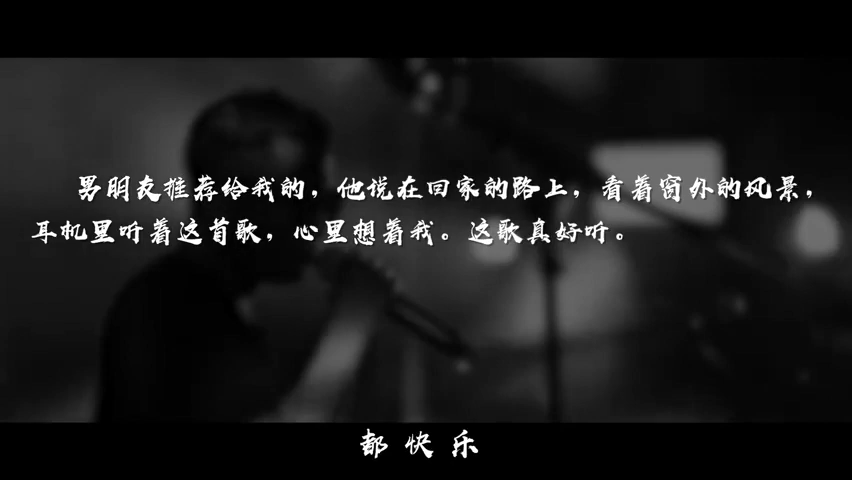 男朋友推荐给我的，他说在回家的路上，看着窗外的风景，
耳机里听着这首歌，心里想着我。这歌真好听。
都快乐